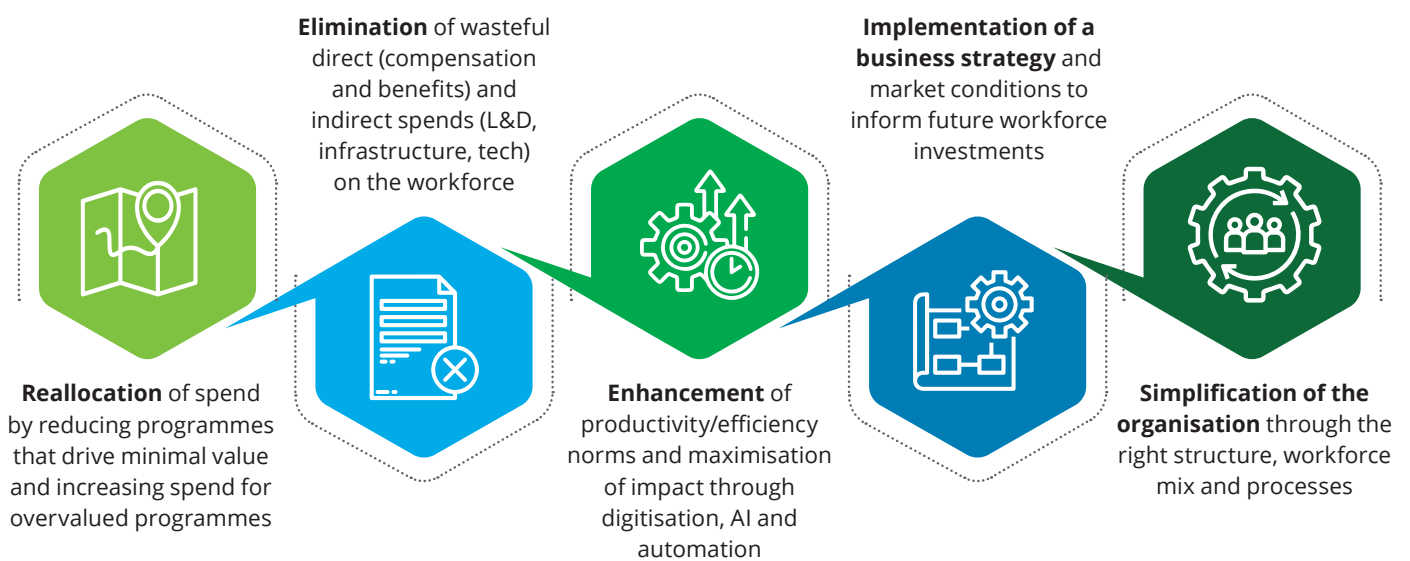 Reallocation of spend
by reducing programmes
that drive minimal value
and increasing spend for
overvalued programmes
Elimination of wasteful
direct (compensation
and benefits) and
indirect spends (L&D,
infrastructure, tech)
on the workforce
Enhancement of
productivity/efficiency
norms and maximisation
of impact through
digitisation, AI and
automation
Implementation of a
business strategy and
market conditions to
inform future workforce
investments
Simplification of the
organisation through the
right structure, workforce
mix and processes